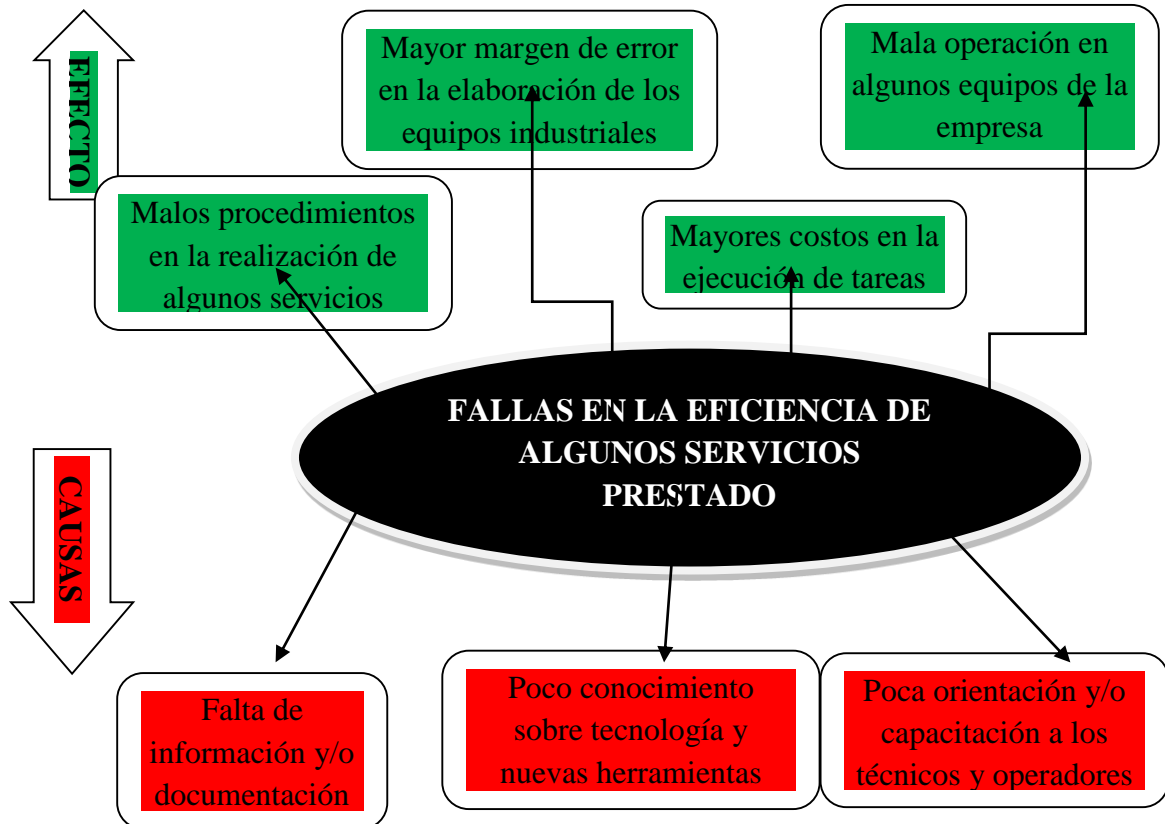 EFECTO
Mayor margen de error
en la elaboración de los
equipos industriales
Mala operación en
algunos equipos de la
empresa
Malos procedimientos
en la realización de
algunos servicios
Mayores costos en la
ejecución de tareas
FALLAS EN LA EFICIENCIA DE
ALGUNOS SERVICIOS
PRESTADO
CAUSAS
Falta de
información y/o
documentación
Poco conocimiento
sobre tecnología y
nuevas herramientas
Poca orientación y/o
capacitación a los
técnicos y operadores